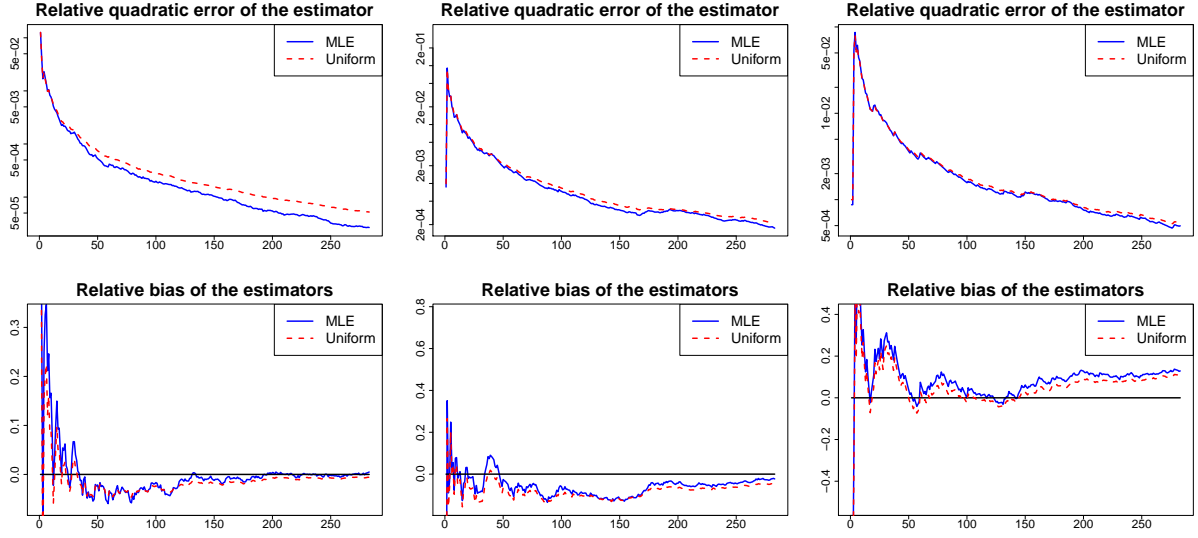 Relative quadratic error of the estimator
MLE
Uniform
5e−02
5e−03
5e−04
5e−05
0 50 100 150 200 250
Relative quadratic error of the estimator
MLE
Uniform
2e−01
2e−02
2e−03
2e−04
0 50 100 150 200 250
Relative quadratic error of the estimator
MLE
Uniform
5e−02
1e−02
2e−03
5e−04
0 50 100 150 200 250
Relative bias of the estimators
MLE
Uniform
0.3
0.2
0.1
0.0
0 50 100 150 200 250
Relative bias of the estimators
MLE
Uniform
0.8
0.6
0.4
0.2
0.0
0 50 100 150 200 250
Relative bias of the estimators
MLE
Uniform
0.4
0.2
0.0
−0.2
−0.4
0 50 100 150 200 250